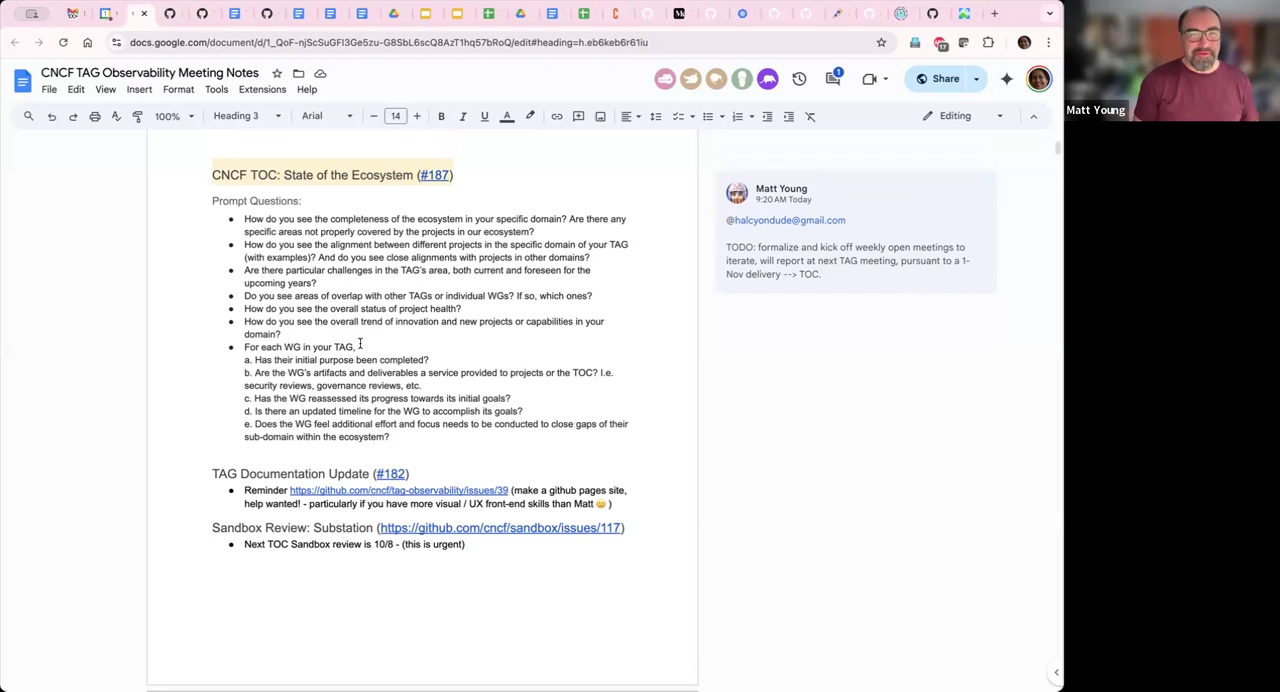 docs.google.com/document/d/1_QoF-njScSuGFI3Ge5zu-G8SbL6scQ8AzT1hq57bRoQ/edit#heading=h.eb6keb6r61iu
17
CNCF TAG Observability Meeting Notes
File Edit View Insert Format Tools Extensions Help
1
Share
100% Heading 3 Arial 14 B I U A Editing
Matt Young
CNCF TOC: State of the Ecosystem (#187)
Prompt Questions:
How do you see the completeness of the ecosystem in your specific domain? Are there any
specific areas not properly covered by the projects in our ecosystem?
How do you see the alignment between different projects in the specific domain of your TAG
(with examples)? And do you see close alignments with projects in other domains?
Are there particular challenges in the TAG's area, both current and foreseen for the
upcoming years?
Do you see areas of overlap with other TAGs or individual WGs? If so, which ones?
How do you see the overall status of project health?
How do you see the overall trend of innovation and new projects or capabilities in your
domain?
For each WG in your TAG,
a. Has their initial purpose been completed?
b. Are the WG's artifacts and deliverables a service provided to projects or the TOC? I.e.
security reviews, governance reviews, etc.
c. Has the WG reassessed its progress towards its initial goals?
d. Is there an updated timeline for the WG to accomplish its goals?
e. Does the WG feel additional effort and focus needs to be conducted to close gaps of their
sub-domain within the ecosystem?
TAG Documentation Update (#182)
Reminder https://github.com/cncf/tag-observability/issues/39 (make a github pages site,
help wanted! - particularly if you have more visual / UX front-end skills than Matt 😀 )
Sandbox Review: Substation (https://github.com/cncf/sandbox/issues/117)
Next TOC Sandbox review is 10/8 - (this is urgent)
Matt Young
9:20 AM Today
@halcyondude@gmail.com
TODO: formalize and kick off weekly open meetings to
iterate, will report at next TAG meeting, pursuant to a 1-
Nov delivery --> TOC.